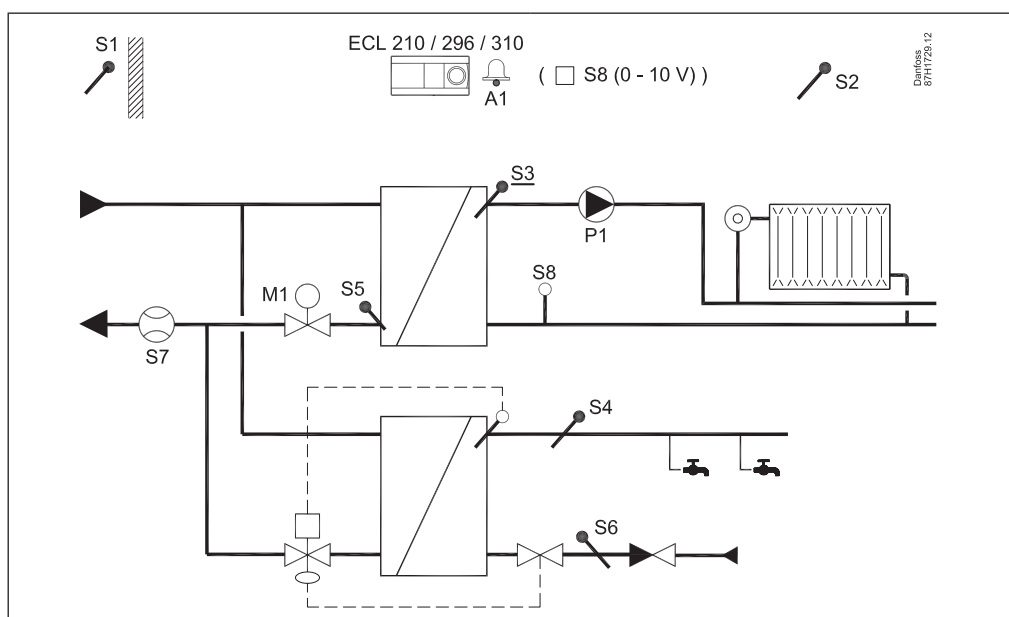 S1
ECL 210 / 296 / 310
A1
( □ S8 (0 - 10 V) )
S2
Danfoss
87H1729.12
S3
P1
S8
M1
S5
S7
S4
S6